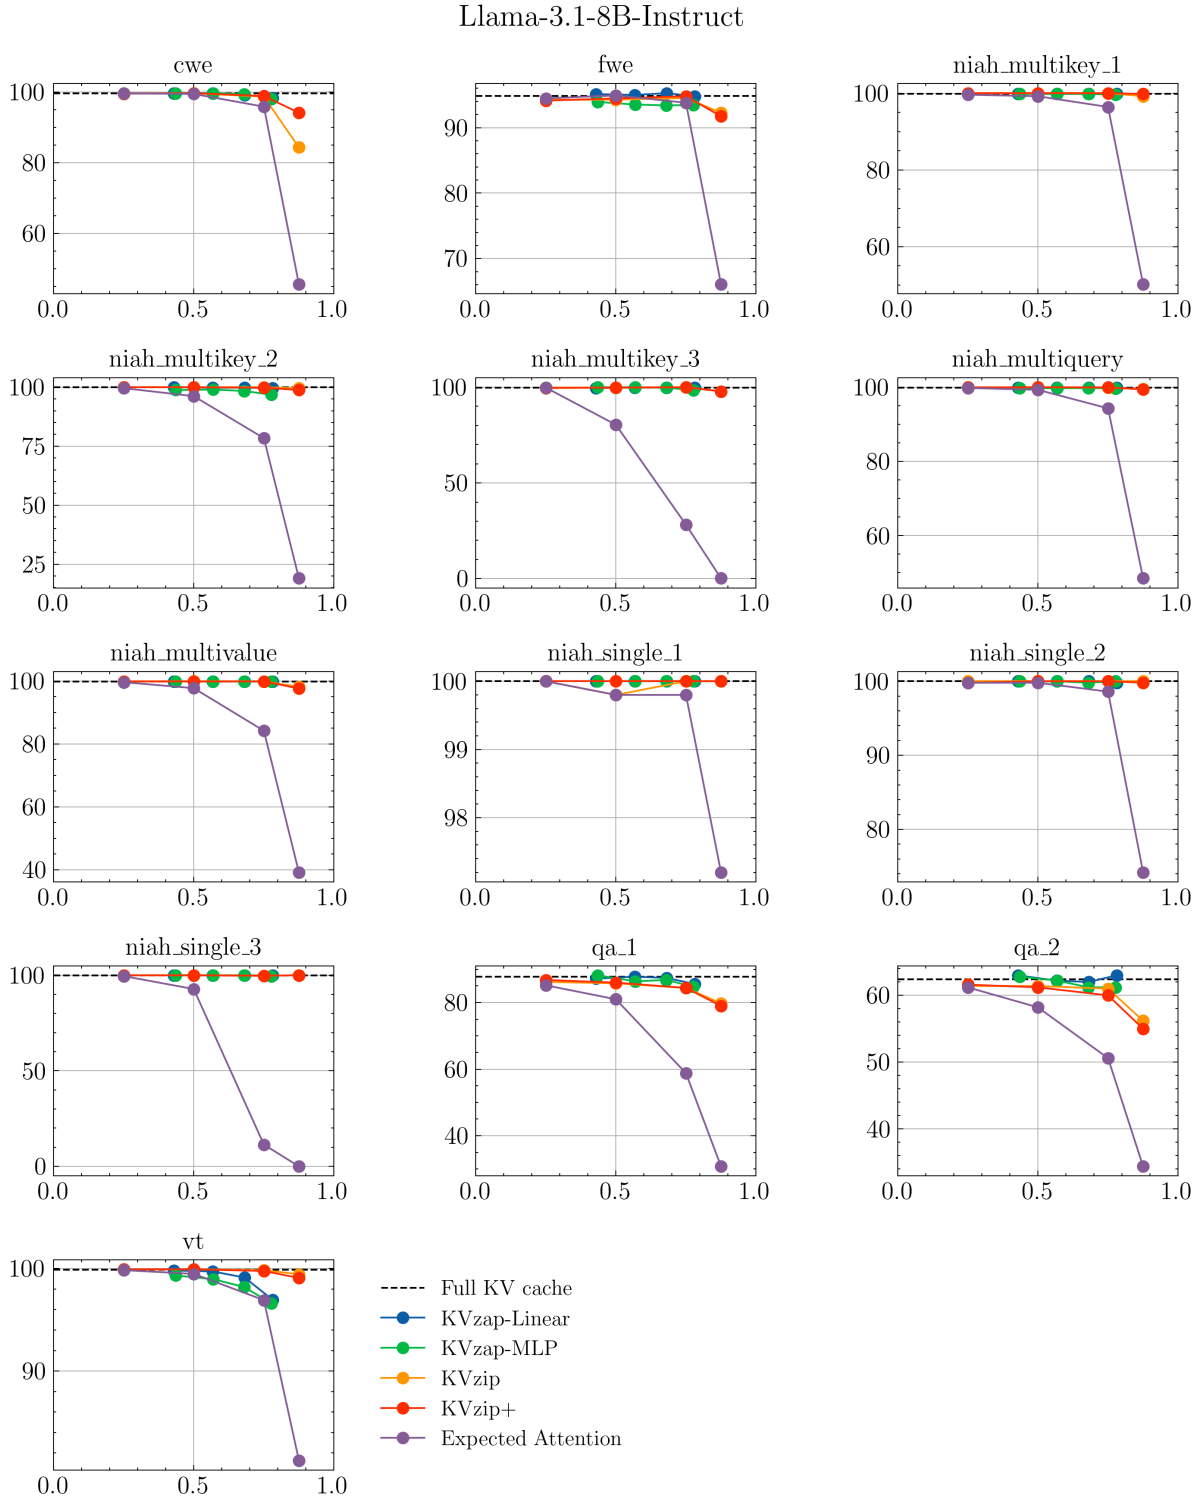 Llama-3.1-8B-Instruct
cwe
100
80
60
0.0 0.5 1.0
fwe
90
80
70
0.0 0.5 1.0
niah_multikey_1
100
80
60
0.0 0.5 1.0
niah_multikey_2
100
75
50
25
0.0 0.5 1.0
niah_multikey_3
100
50
0
0.0 0.5 1.0
niah_multiquery
100
80
60
0.0 0.5 1.0
niah_multivalue
100
80
60
40
0.0 0.5 1.0
niah_single_1
100
99
98
0.0 0.5 1.0
niah_single_2
100
90
80
0.0 0.5 1.0
niah_single_3
100
50
0
0.0 0.5 1.0
qa_1
80
60
40
0.0 0.5 1.0
qa_2
60
50
40
0.0 0.5 1.0
vt
100
90
0.0 0.5 1.0
Full KV cache
KVzap-Linear
KVzap-MLP
KVzip
KVzip+
Expected Attention